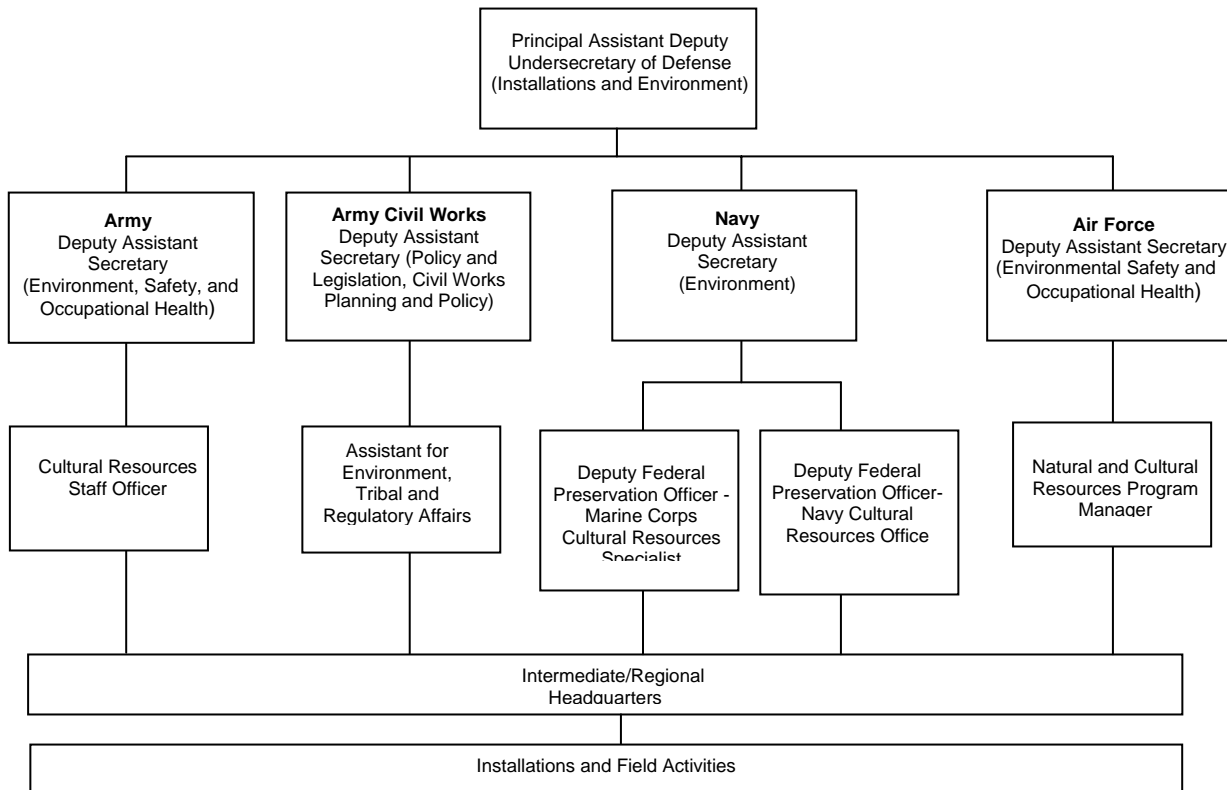 Principal Assistant Deputy
Undersecretary of Defense
(Installations and Environment)
Army
Deputy Assistant
Secretary
(Environment, Safety, and
Occupational Health)
Army Civil Works
Deputy Assistant
Secretary (Policy and
Legislation, Civil Works
Planning and Policy)
Navy
Deputy Assistant
Secretary
(Environment)
Air Force
Deputy Assistant Secretary
(Environmental Safety and
Occupational Health)
Cultural Resources
Staff Officer
Assistant for
Environment,
Tribal and
Regulatory Affairs
Deputy Federal
Preservation Officer -
Marine Corps
Cultural Resources
Specialist
Deputy Federal
Preservation Officer-
Navy Cultural
Resources Office
Natural and Cultural
Resources Program
Manager
Intermediate/Regional
Headquarters
Installations and Field Activities